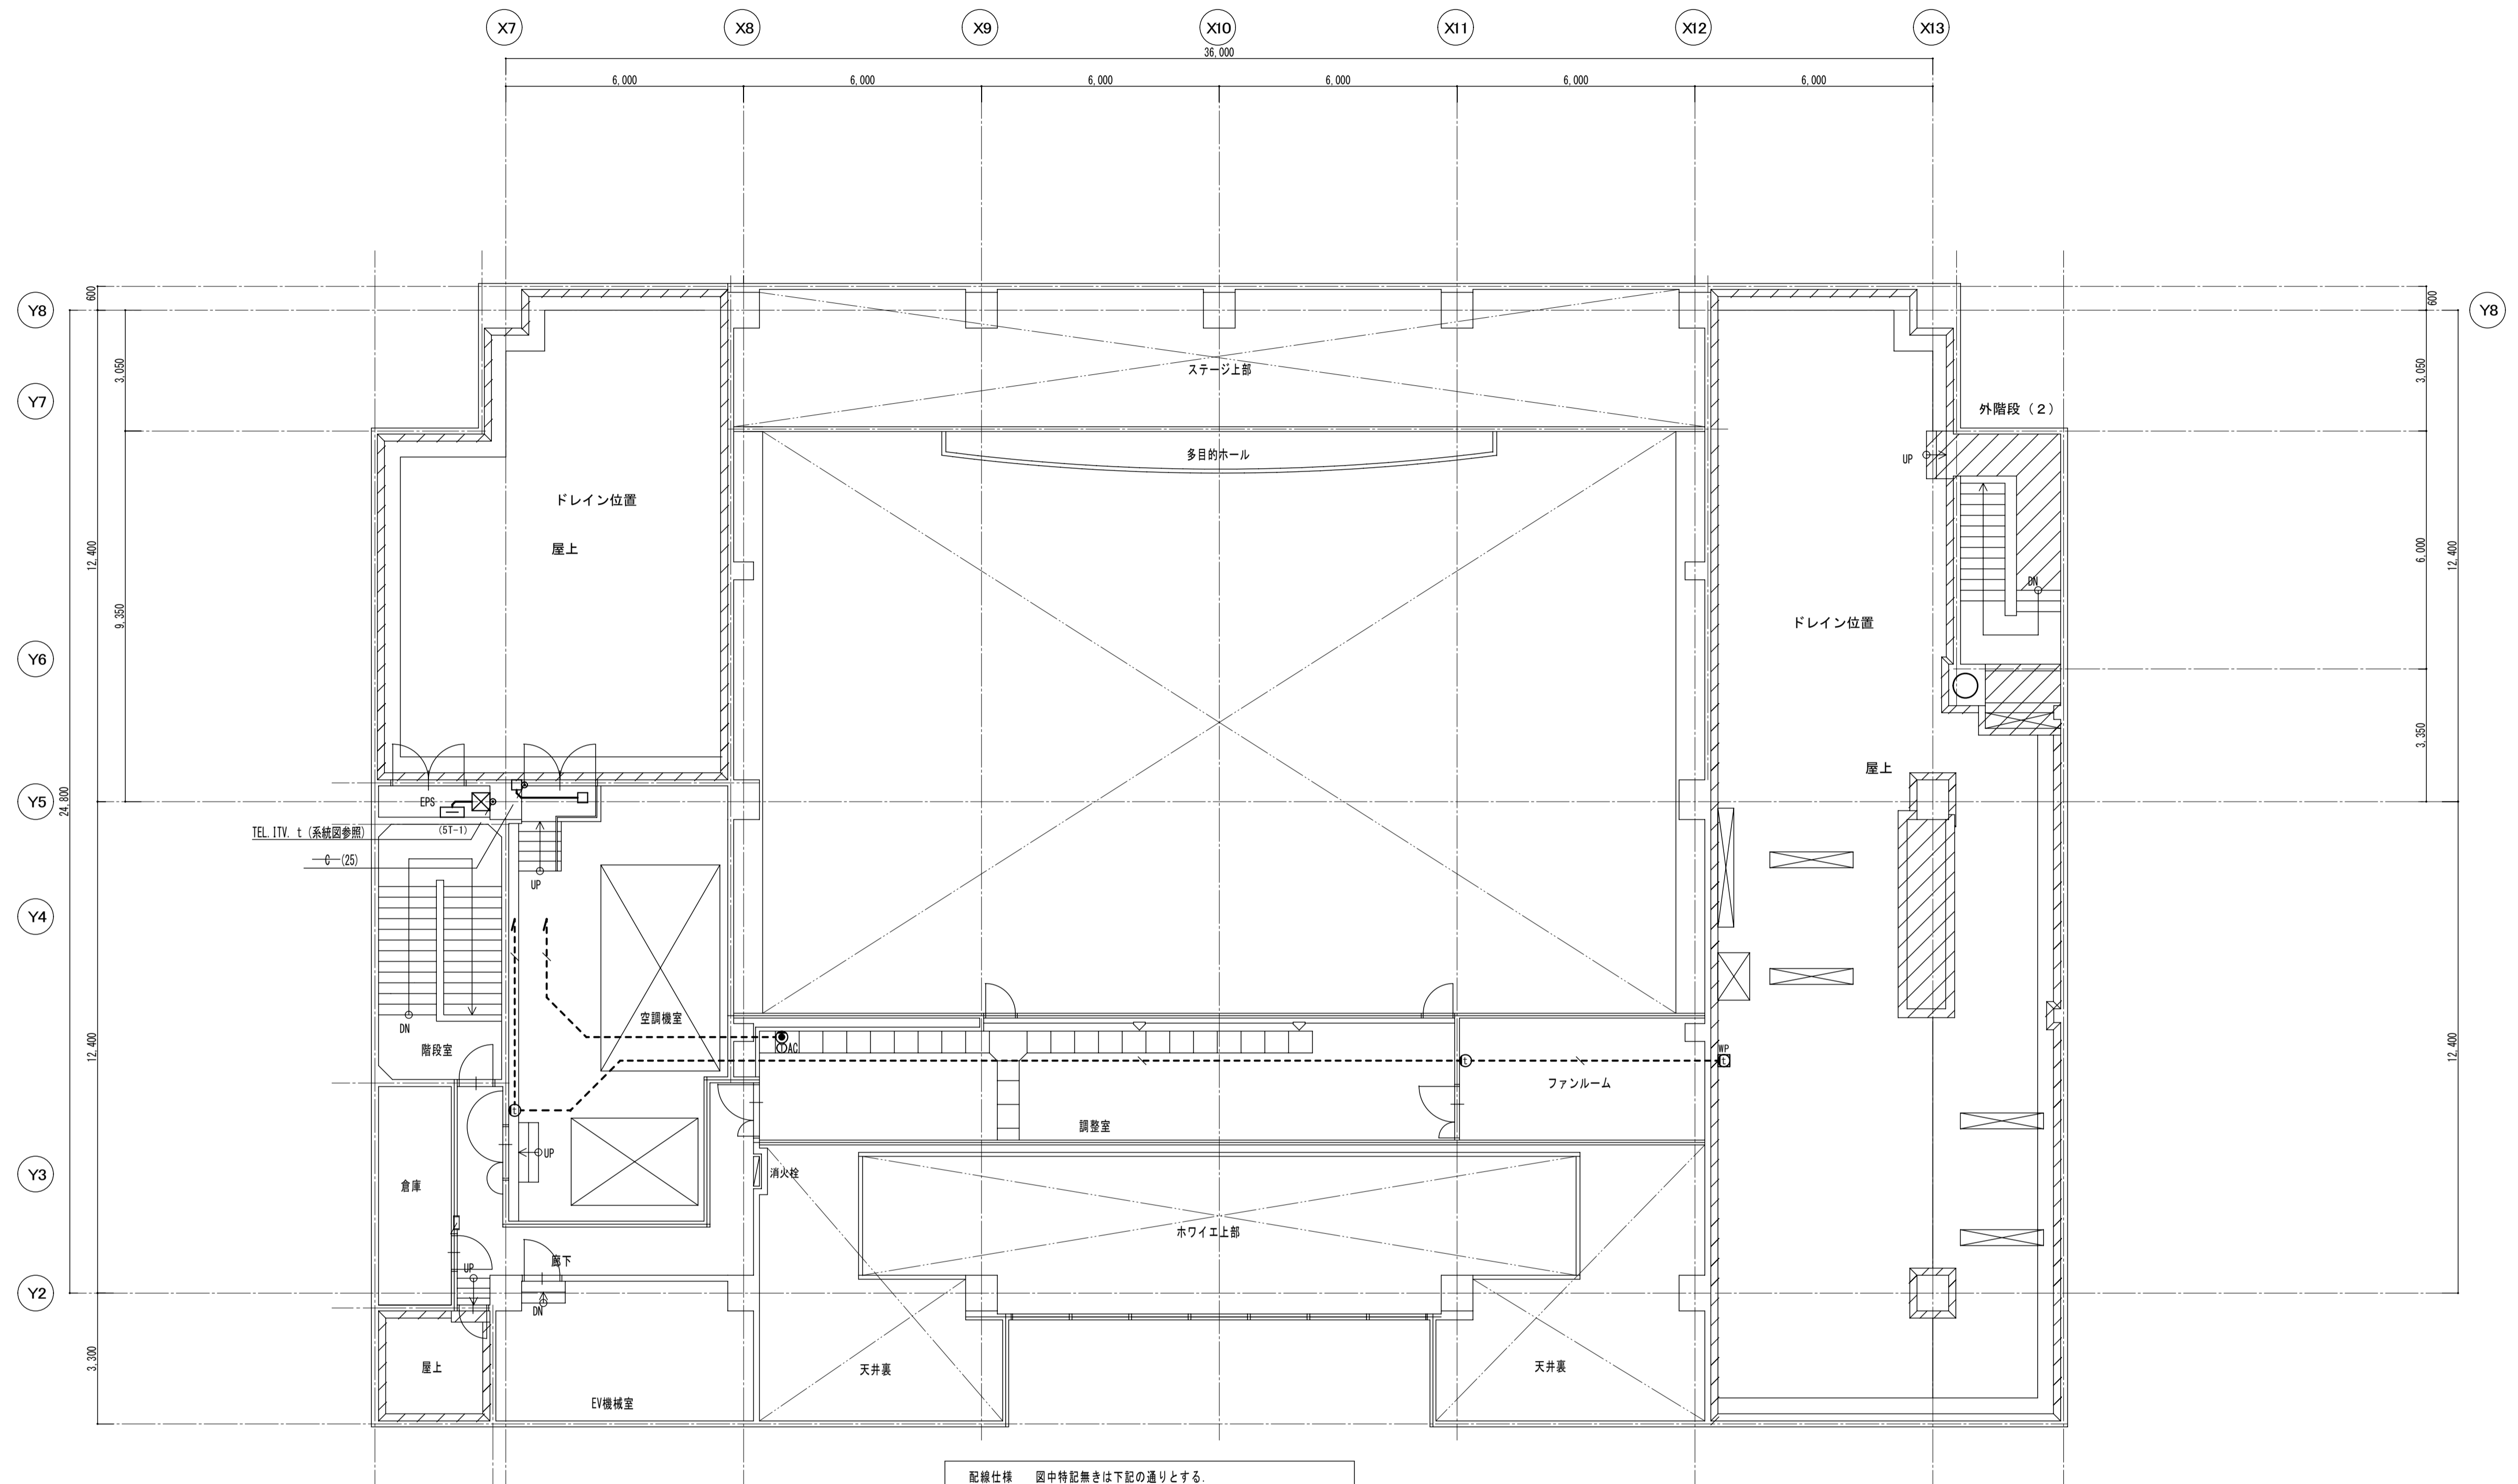 X7 X8 X9 X10 X11 X12 X13
36,000
6,000 6,000 6,000 6,000 6,000 6,000
600 600
Y8 Y8
3,050 3,050
Y7
ステージ上部
外階段（2）
多目的ホール
UP
ドレイン位置
屋上
12,400 9,350 6,000 12,400
DN
ドレイン位置
Y6
3,350
屋上
Y5
24,800
EPS
(5T-1)
TEL.ITV. t (系統図参照)
C (25)
UP
Y4
空調機室
DN
階段室
AC
t
WP
t
12,400 12,400
ファンルーム
t
調整室
UP
Y3
消火栓
倉庫
ホワイエ上部
廊下
UP
Y2
DN
3,300
屋上
天井裏
天井裏
EV機械室
配線仕様 図中特記無きは下記の通りとする.